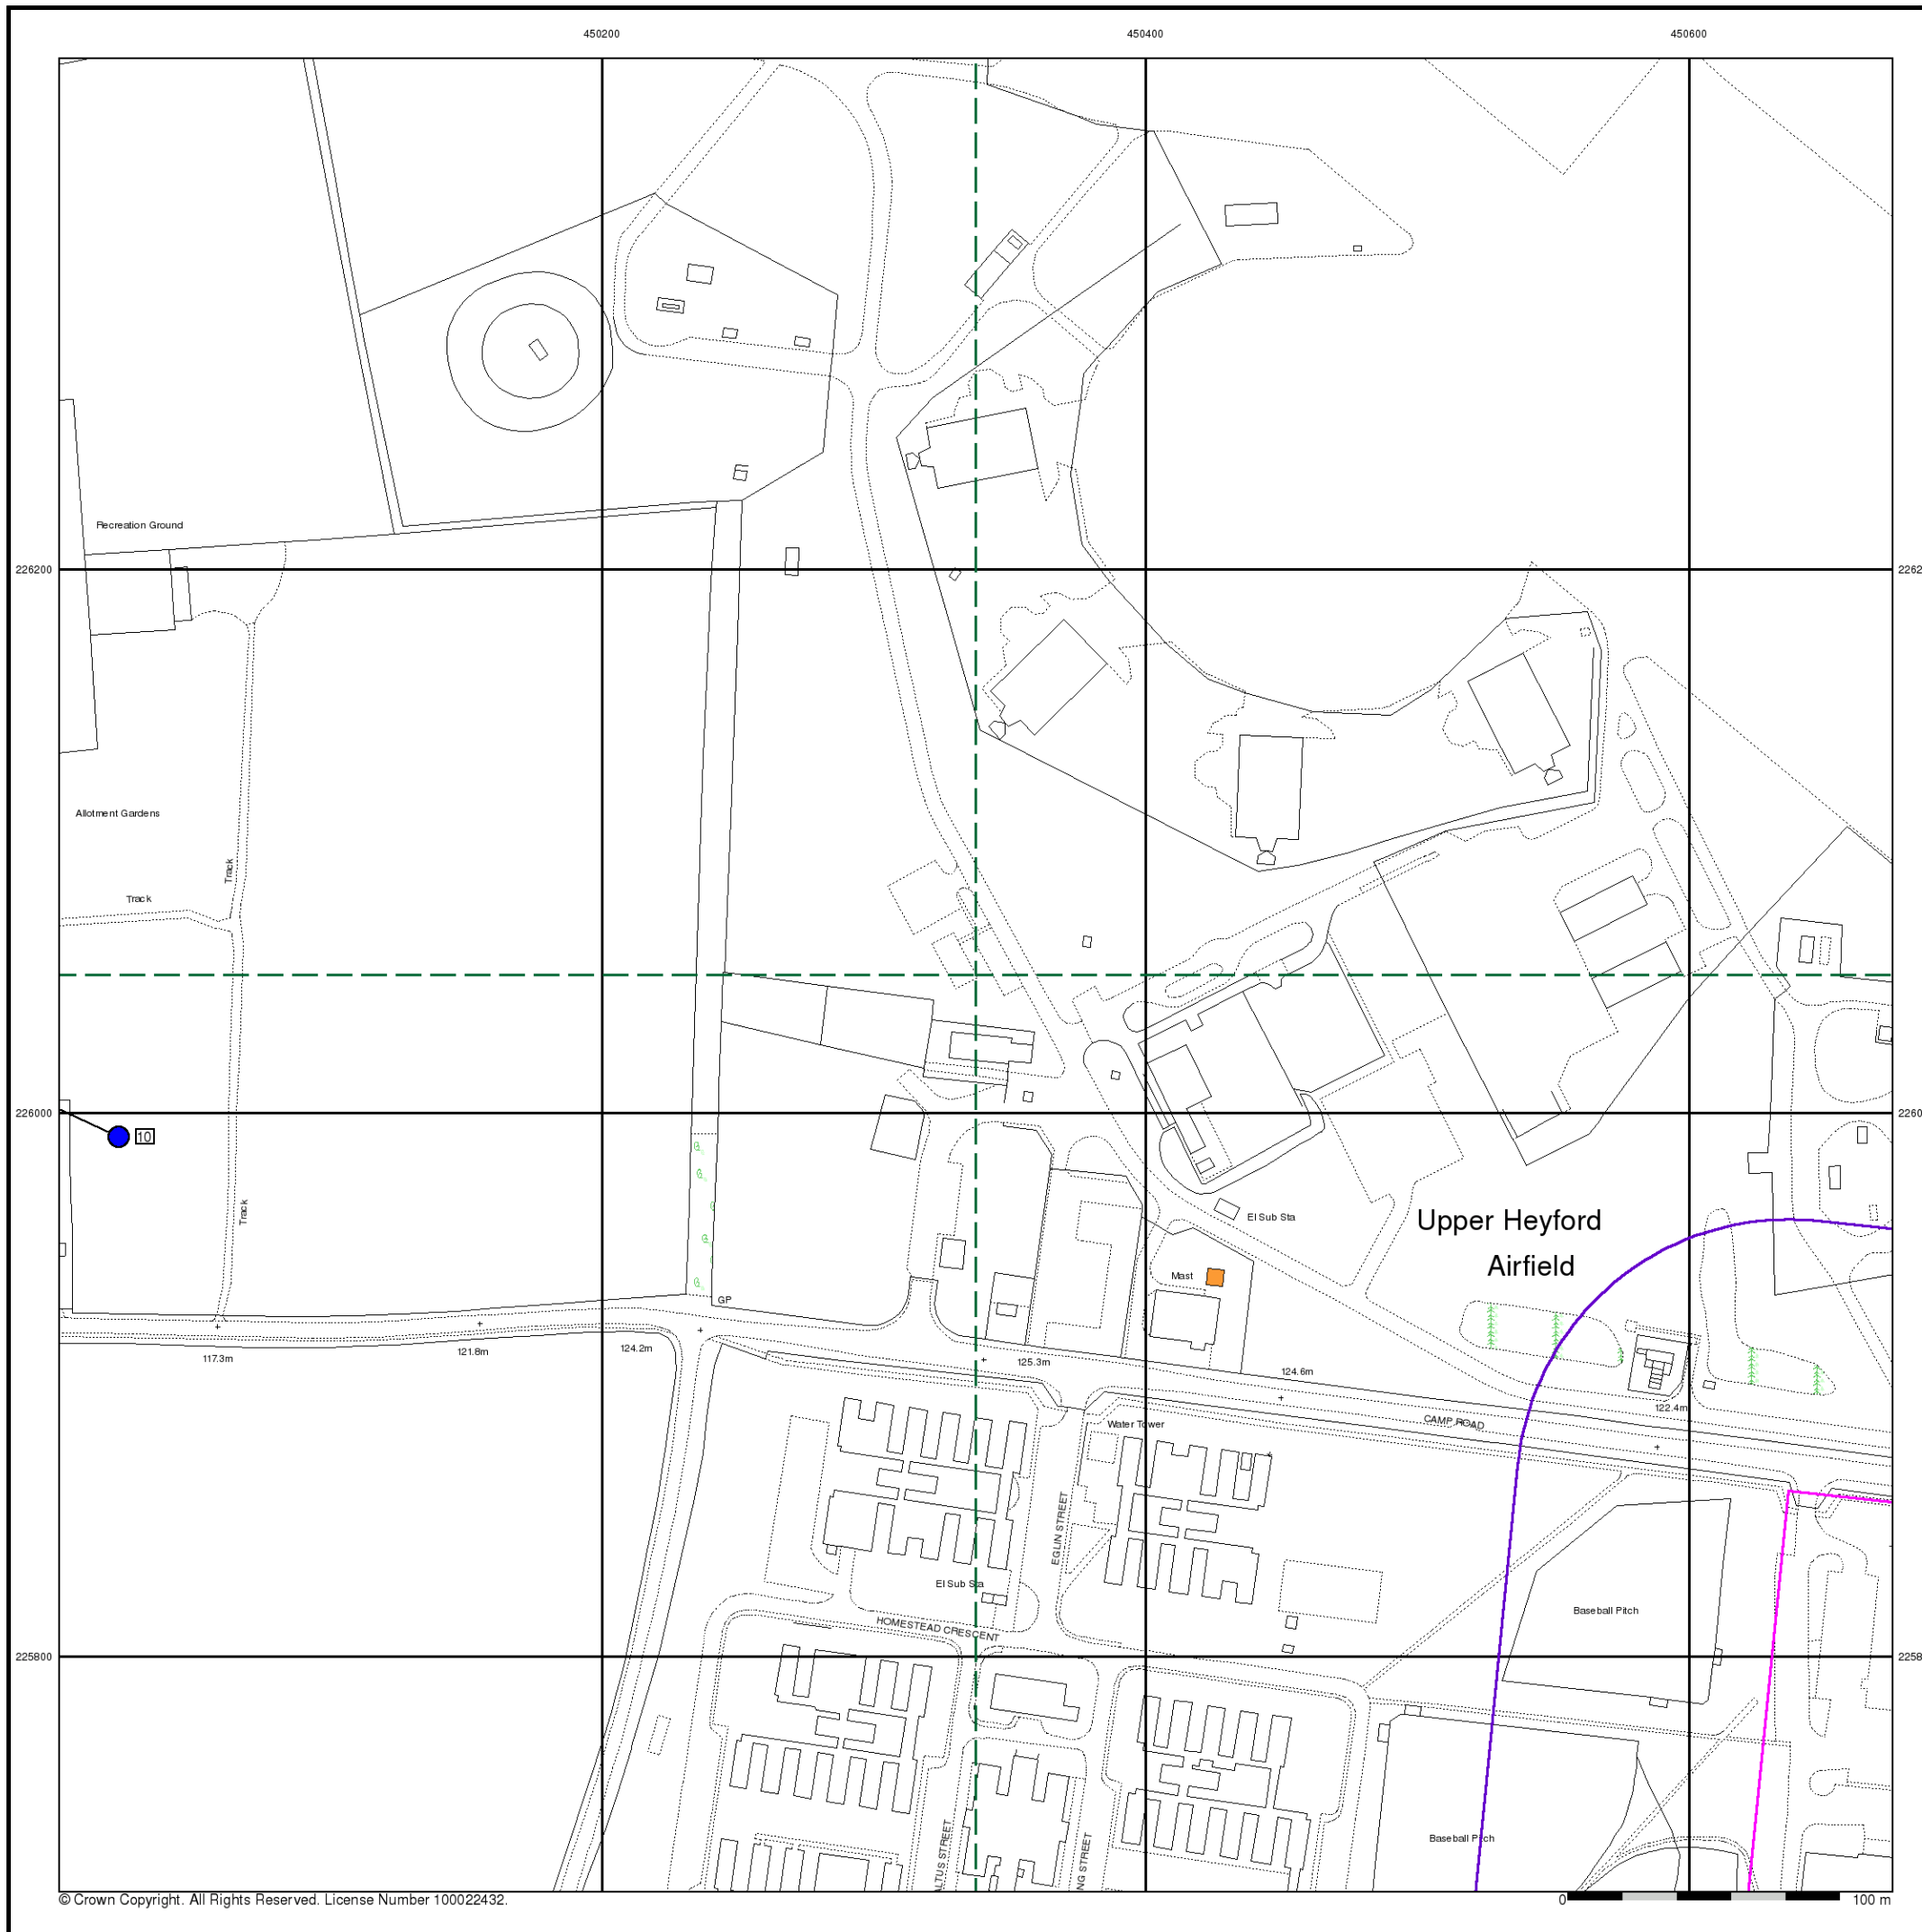 450200
450400
450600
Recreation Ground
226200
Allotment Gardens
Track
Track
226000
10
Track
El Sub Sta
Upper Heyford
Airfield
Mast
GP
117.3m
121.8m
124.2m
125.3m
124.6m
122.4m
CAMP ROAD
Water Tower
EGLIN STREET
El Sub Sta
HOMESTEAD CRESCENT
Baseball Pitch
225800
Baseball Pitch
© Crown Copyright. All Rights Reserved. License Number 100022432.
0
100 m